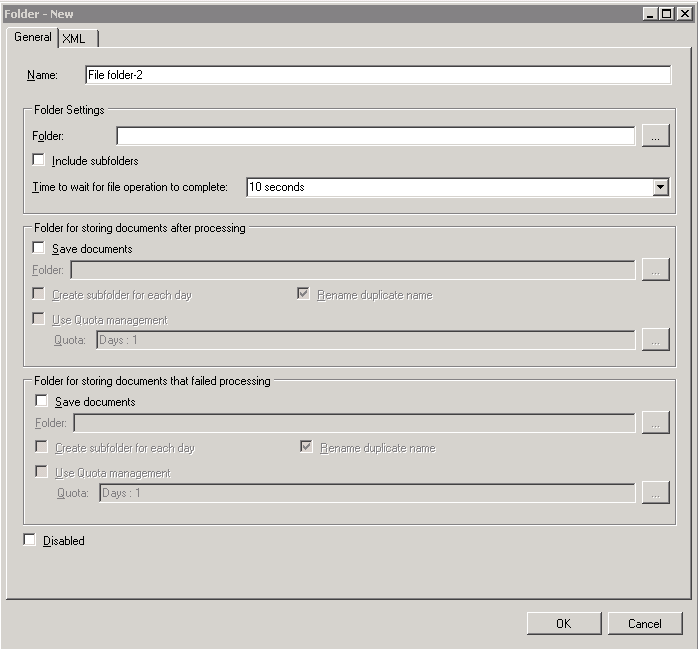 Folder - New
General XML
Name: File folder-2
Folder Settings
Folder: ...
Include subfolders
Time to wait for file operation to complete: 10 seconds
Folder for storing documents after processing
Save documents
Folder: ...
Create subfolder for each day Rename duplicate name
Use Quota management
Quota: Days : 1 ...
Folder for storing documents that failed processing
Save documents
Folder: ...
Create subfolder for each day Rename duplicate name
Use Quota management
Quota: Days : 1 ...
Disabled
OK Cancel